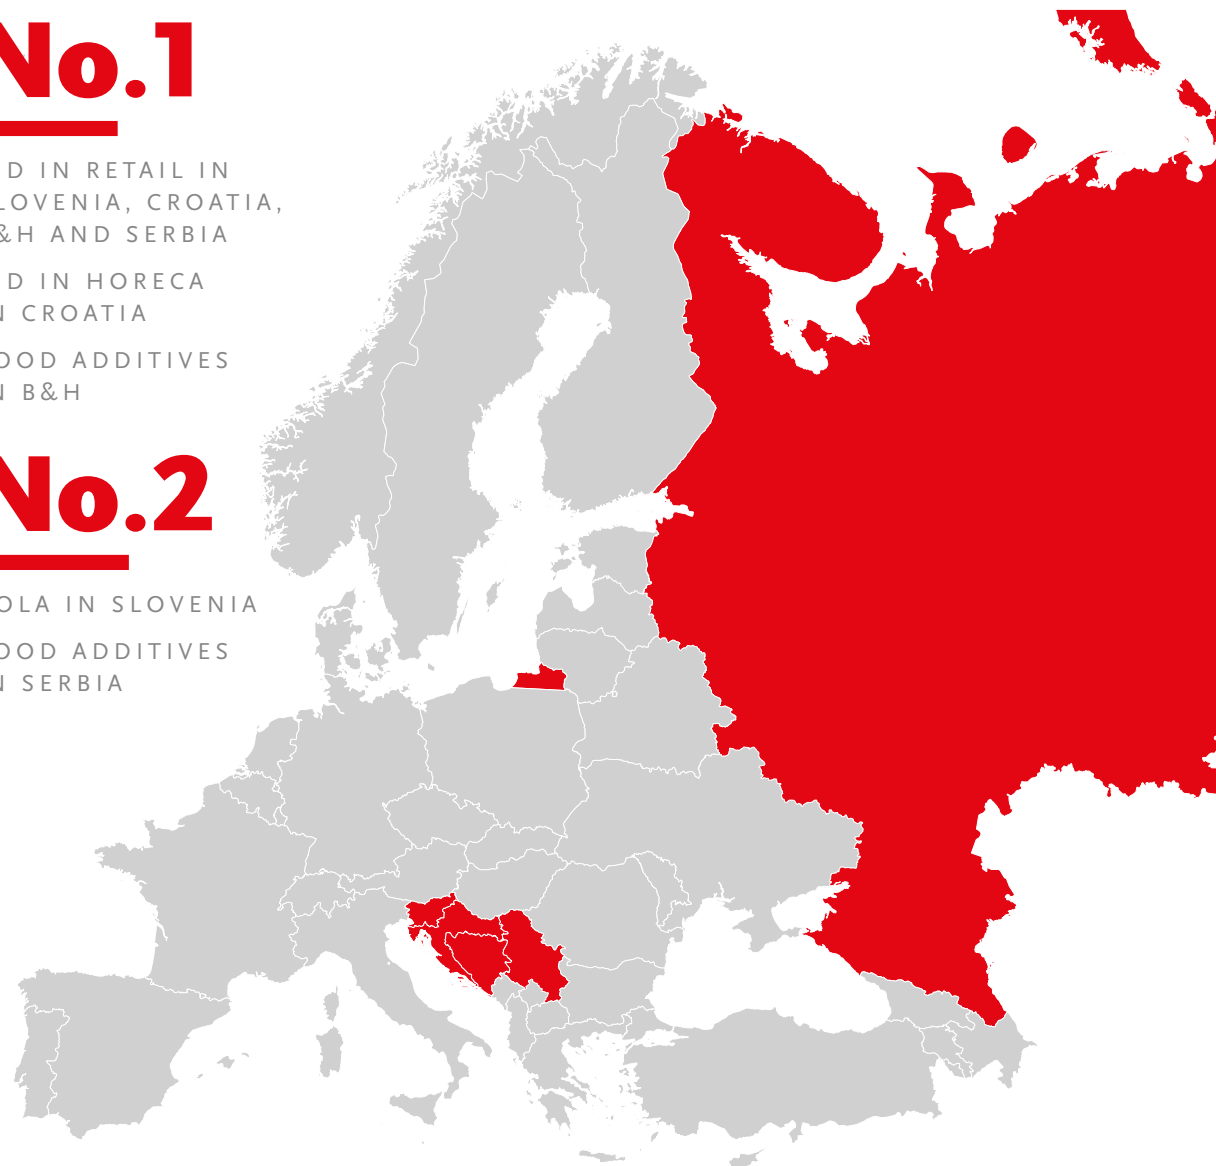 No.1
D IN RETAIL IN
LOVENIA, CROATIA,
&H AND SERBIA
D IN HORECA
N CROATIA
OOD ADDITIVES
N B&H
No.2
OLA IN SLOVENIA
OOD ADDITIVES
N SERBIA